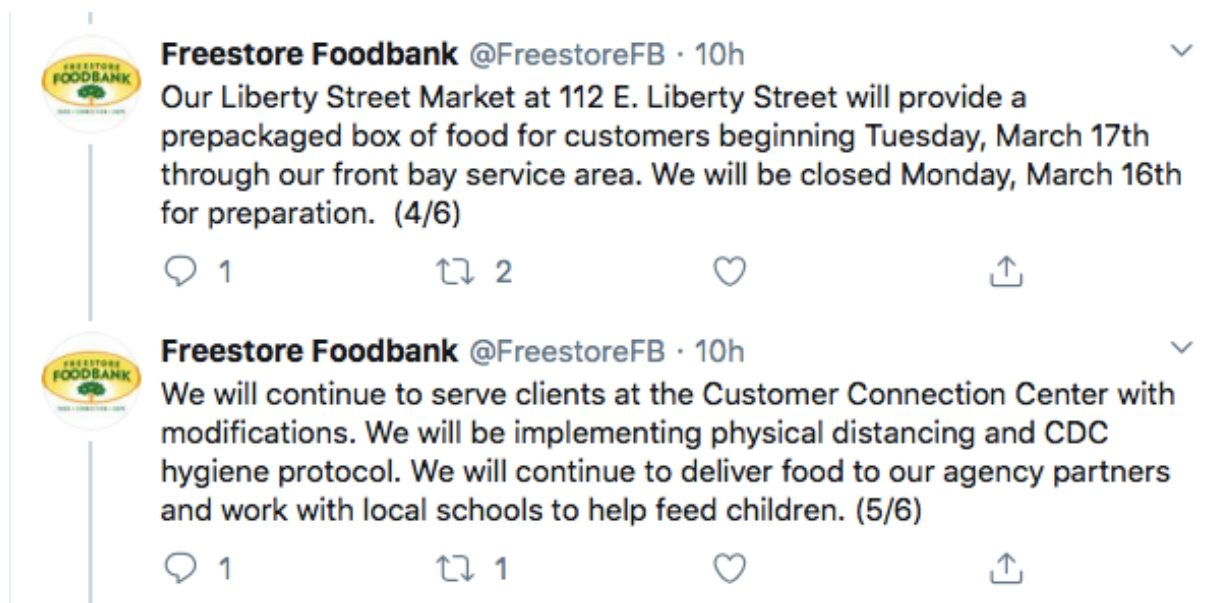 FREESTORE
FOODBANK
Freestore Foodbank @FreestoreFB · 10h
Our Liberty Street Market at 112 E. Liberty Street will provide a
prepackaged box of food for customers beginning Tuesday, March 17th
through our front bay service area. We will be closed Monday, March 16th
for preparation. (4/6)
1 2
FREESTORE
FOODBANK
Freestore Foodbank @FreestoreFB · 10h
We will continue to serve clients at the Customer Connection Center with
modifications. We will be implementing physical distancing and CDC
hygiene protocol. We will continue to deliver food to our agency partners
and work with local schools to help feed children. (5/6)
1 1